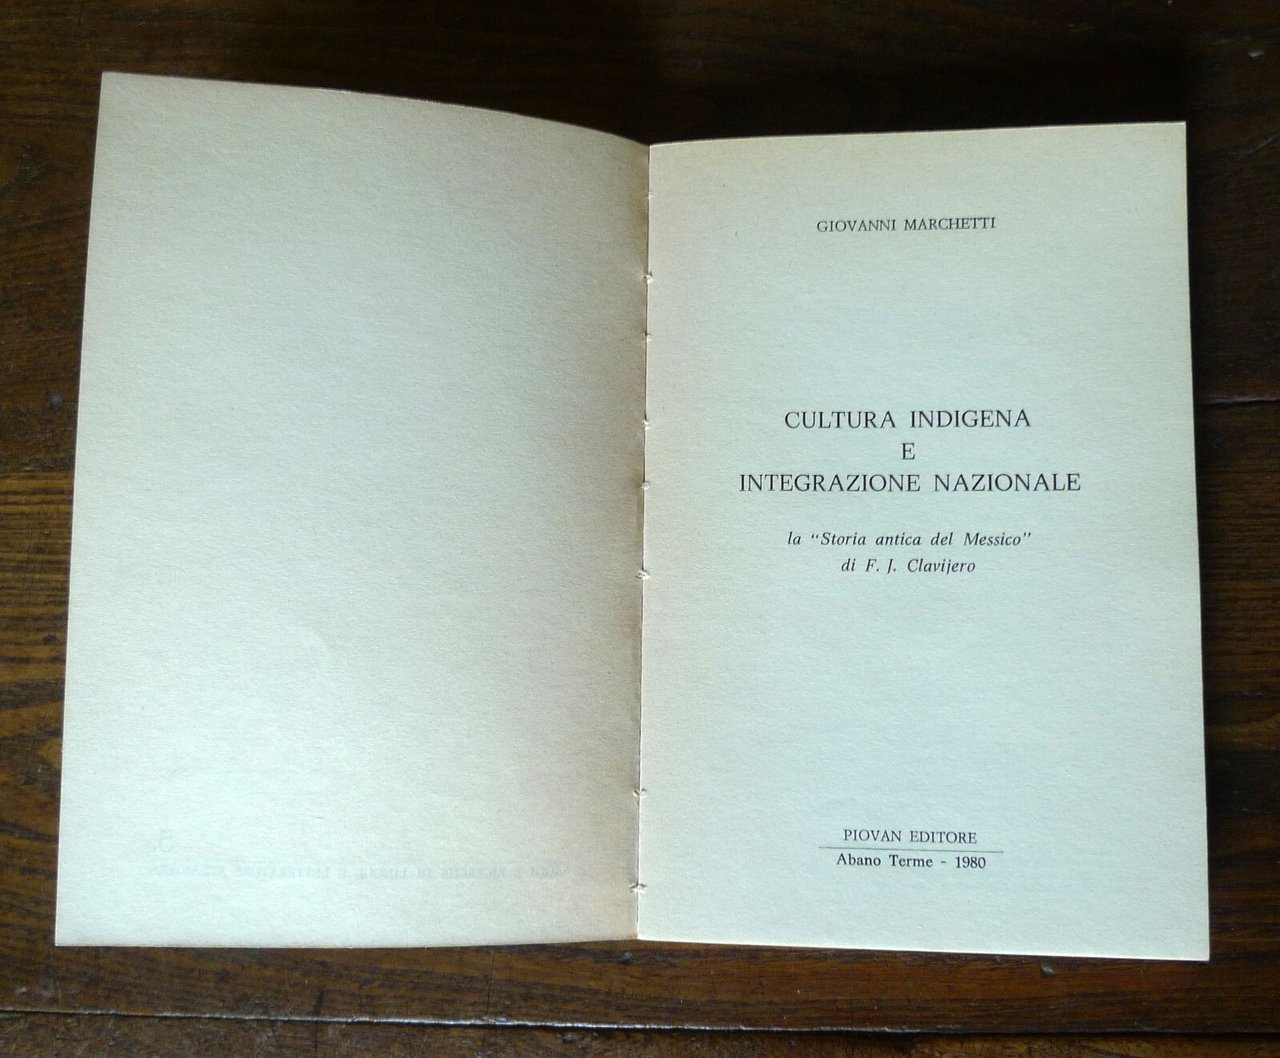 GIOVANNI MARCHETTI
CULTURA INDIGENA
E
INTEGRAZIONE NAZIONALE
la "Storia antica del Messico"
di F. J. Clavijero
PIOVAN EDITORE
Abano Terme - 1980